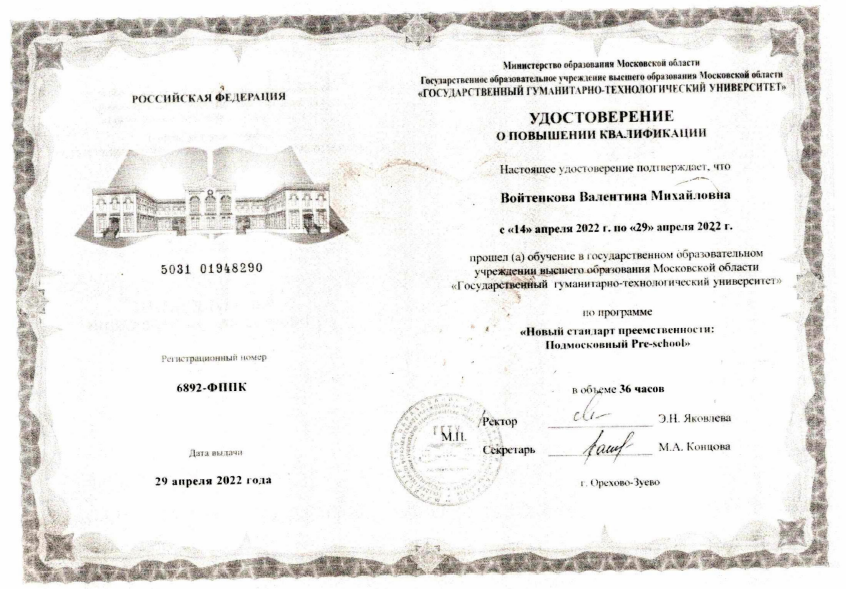 РОССИЙСКАЯ ФЕДЕРАЦИЯ
5031 01948290
Регистрационный номер
6892-ФППК
Дата выдачи
29 апреля 2022 года
Министерство образования Московской области
Государственное образовательное учреждение высшего образования Московской области
«ГОСУДАРСТВЕННЫЙ ГУМАНИТАРНО-ТЕХНОЛОГИЧЕСКИЙ УНИВЕРСИТЕТ»
УДОСТОВЕРЕНИЕ
О ПОВЫШЕНИИ КВАЛИФИКАЦИИ
Настоящее удостоверение подтверждает, что
Войтенкова Валентина Михайловна
с «14» апреля 2022 г. по «29» апреля 2022 г.
прошел (а) обучение в государственном образовательном
учреждении высшего образования Московской области
«Государственный гуманитарно-технологический университет»
по программе
«Новый стандарт преемственности:
Подмосковный Pre-school»
в объеме 36 часов
М.П.
Ректор Э.Н. Яковлева
Секретарь М.А. Концова
г. Орехово-Зуево
ГГТУ